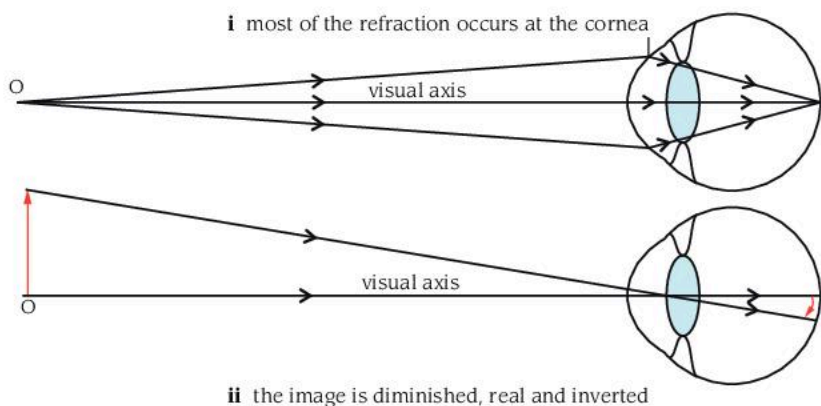 i most of the refraction occurs at the cornea
O
visual axis
visual axis
O
ii the image is diminished, real and inverted